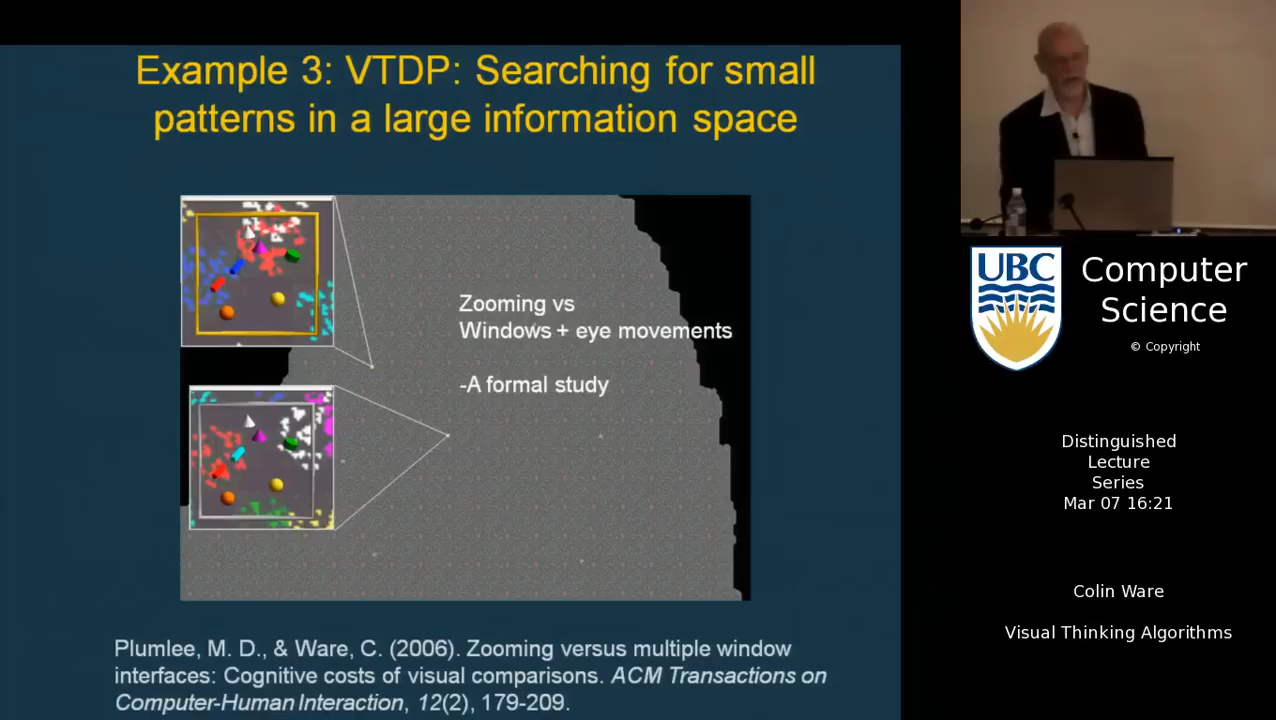 Example 3: VTDP: Searching for small
patterns in a large information space
Zooming vs
Windows + eye movements
-A formal study
Plumlee, M. D., & Ware, C. (2006). Zooming versus multiple window
interfaces: Cognitive costs of visual comparisons. ACM Transactions on
Computer-Human Interaction, 12(2), 179-209.
UBC
Computer
Science
© Copyright
Distinguished
Lecture
Series
Mar 07 16:21
Colin Ware
Visual Thinking Algorithms